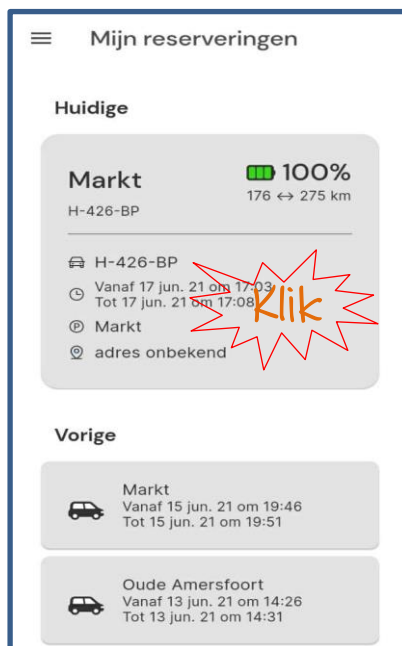 Mijn reserveringen
Huidige
Markt
100%
H-426-BP
176 ↔ 275 km
H-426-BP
Vanaf 17 jun. 21 om 17:03
Tot 17 jun. 21 om 17:08
Klik
Markt
adres onbekend
Vorige
Markt
Vanaf 15 jun. 21 om 19:46
Tot 15 jun. 21 om 19:51
Oude Amersfoort
Vanaf 13 jun. 21 om 14:26
Tot 13 jun. 21 om 14:31